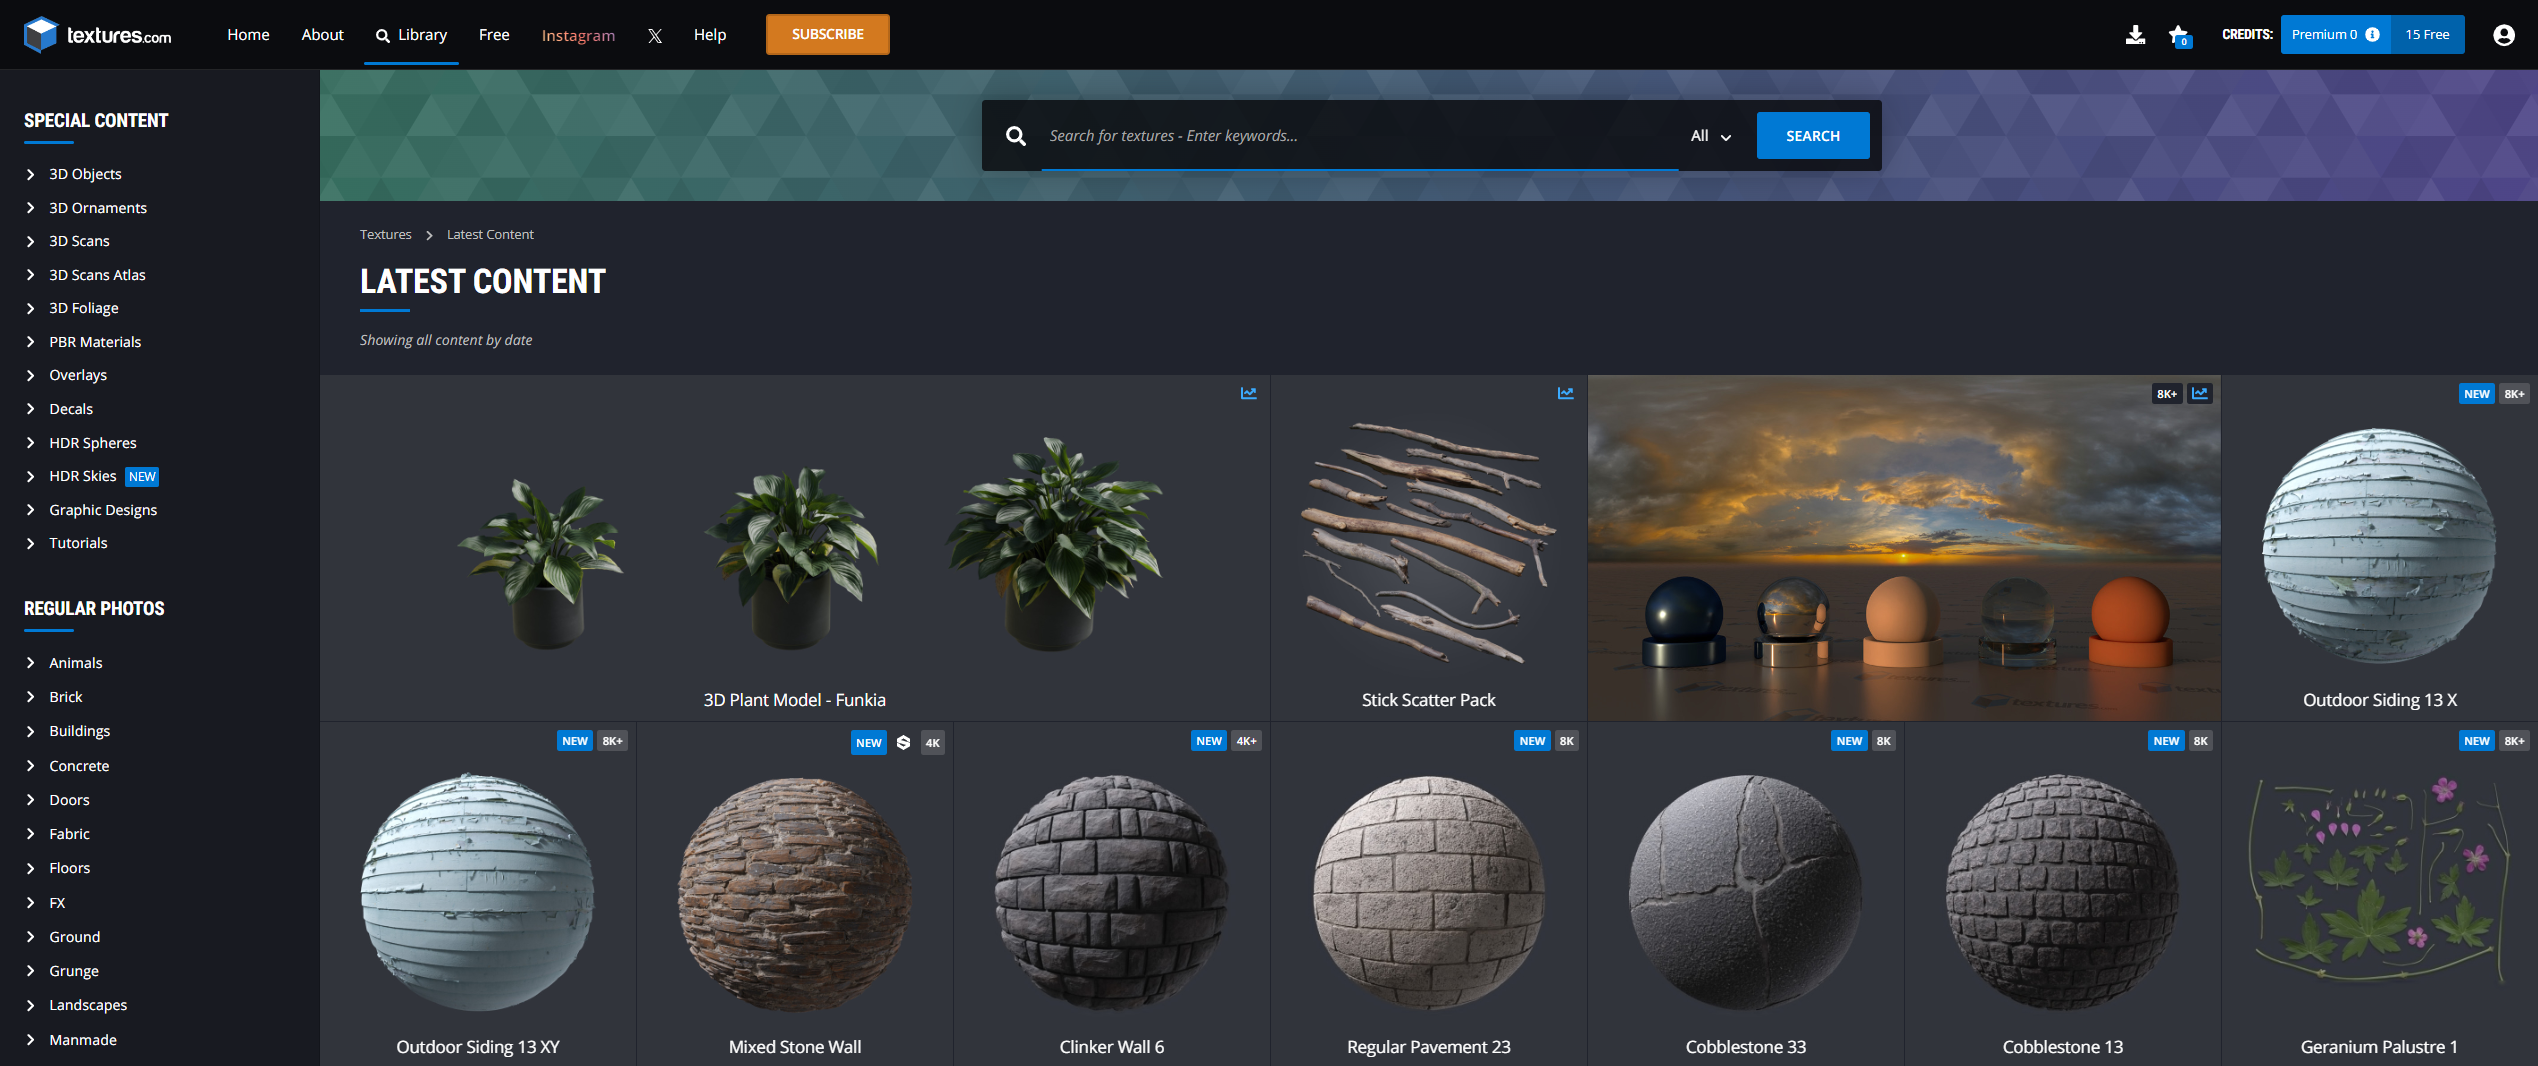 textures.com
Home
About
Library
Free
Instagram
X
Help
SUBSCRIBE
0
CREDITS:
Premium 0
15 Free
SPECIAL CONTENT
3D Objects
3D Ornaments
3D Scans
3D Scans Atlas
3D Foliage
PBR Materials
Overlays
Decals
HDR Spheres
HDR Skies NEW
Graphic Designs
Tutorials
REGULAR PHOTOS
Animals
Brick
Buildings
Concrete
Doors
Fabric
Floors
FX
Ground
Grunge
Landscapes
Manmade
Search for textures - Enter keywords...
All
SEARCH
Textures
Latest Content
LATEST CONTENT
Showing all content by date
3D Plant Model - Funkia
Stick Scatter Pack
8K+
NEW 8K+
Outdoor Siding 13 X
NEW 8K+
Outdoor Siding 13 XY
NEW 4K
Mixed Stone Wall
NEW 4K+
Clinker Wall 6
NEW 8K
Regular Pavement 23
NEW 8K
Cobblestone 33
NEW 8K
Cobblestone 13
NEW 8K+
Geranium Palustre 1